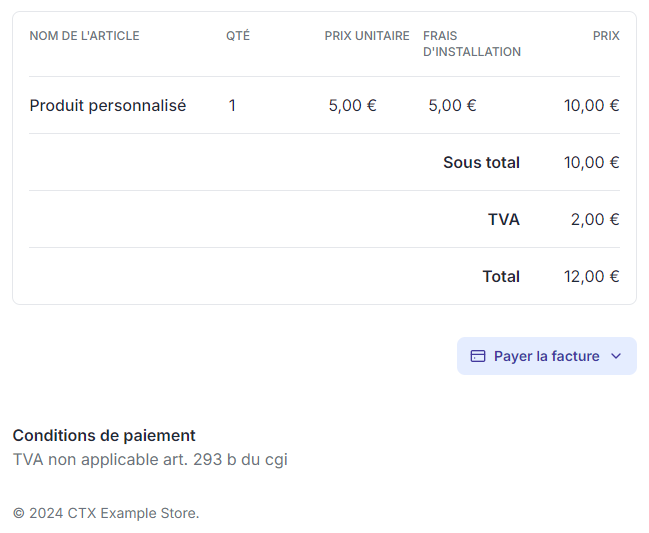 NOM DE L'ARTICLE QTÉ PRIX UNITAIRE FRAIS D'INSTALLATION PRIX
Produit personnalisé 1 5,00 € 5,00 € 10,00 €
Sous total 10,00 €
TVA 2,00 €
Total 12,00 €
Payer la facture
Conditions de paiement
TVA non applicable art. 293 b du cgi
© 2024 CTX Example Store.